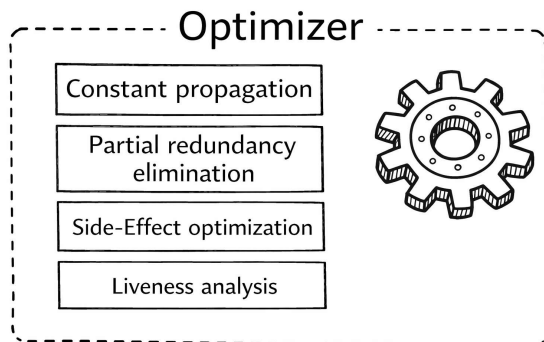 Optimizer
Constant propagation
Partial redundancy
elimination
Side-Effect optimization
Liveness analysis